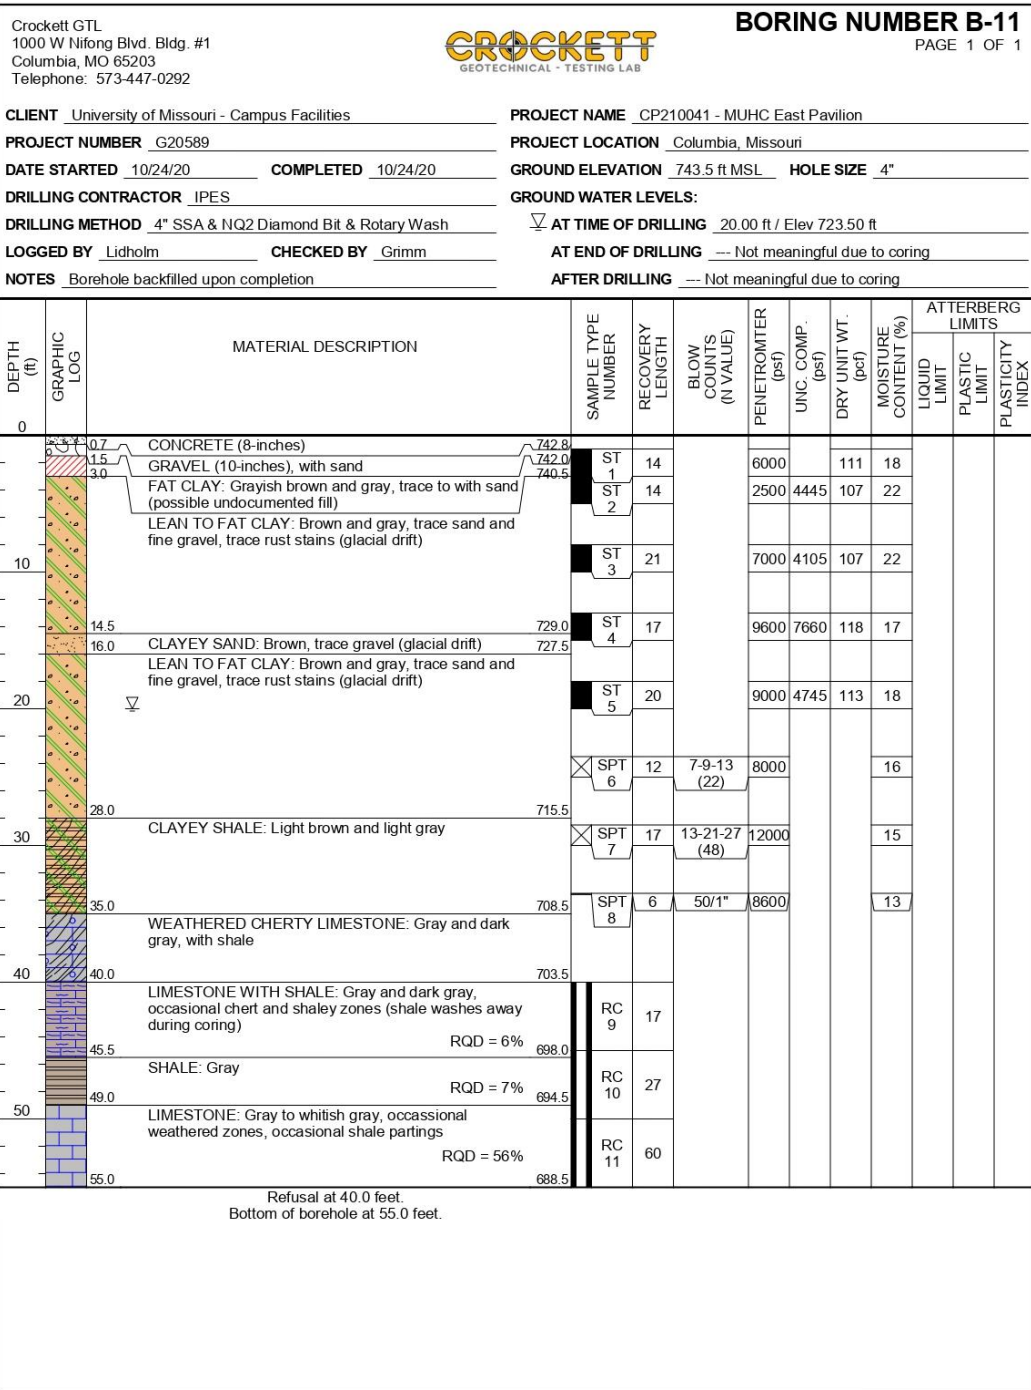 Crockett GTL
1000 W Nifong Blvd. Bldg. #1
Columbia, MO 65203
Telephone: 573-447-0292
CROCKETT
GEOTECHNICAL - TESTING LAB
BORING NUMBER B-11
PAGE 1 OF 1
CLIENT University of Missouri - Campus Facilities
PROJECT NAME CP210041 - MUHC East Pavilion
PROJECT NUMBER G20589
PROJECT LOCATION Columbia, Missouri
DATE STARTED 10/24/20 COMPLETED 10/24/20
GROUND ELEVATION 743.5 ft MSL HOLE SIZE 4"
DRILLING CONTRACTOR IPES
GROUND WATER LEVELS:
DRILLING METHOD 4" SSA & NQ2 Diamond Bit & Rotary Wash
AT TIME OF DRILLING 20.00 ft / Elev 723.50 ft
LOGGED BY Lidholm CHECKED BY Grimm
AT END OF DRILLING --- Not meaningful due to coring
NOTES Borehole backfilled upon completion
AFTER DRILLING --- Not meaningful due to coring
DEPTH
(ft)
GRAPHIC
LOG
MATERIAL DESCRIPTION
SAMPLE TYPE
NUMBER
RECOVERY
LENGTH
BLOW
COUNTS
(N VALUE)
PENETROMTER
(psf)
UNC. COMP.
(psf)
DRY UNIT WT.
(pcf)
MOISTURE
CONTENT (%)
ATTERBERG
LIMITS
LIQUID
LIMIT
PLASTIC
LIMIT
PLASTICITY
INDEX
0
0.7 CONCRETE (8-inches) 742.8
1.5 GRAVEL (10-inches), with sand 742.0
ST
1
14 6000 111 18
3.0 740.5
FAT CLAY: Grayish brown and gray, trace to with sand
(possible undocumented fill)
ST
2
14 2500 4445 107 22
LEAN TO FAT CLAY: Brown and gray, trace sand and
fine gravel, trace rust stains (glacial drift)
ST
3
21 7000 4105 107 22
10
14.5 729.0
ST
4
17 9600 7660 118 17
16.0 CLAYEY SAND: Brown, trace gravel (glacial drift) 727.5
LEAN TO FAT CLAY: Brown and gray, trace sand and
fine gravel, trace rust stains (glacial drift)
ST
5
20 9000 4745 113 18
20
SPT
6
12 7-9-13
(22)
8000 16
28.0 715.5
CLAYEY SHALE: Light brown and light gray
SPT
7
17 13-21-27
(48)
12000 15
30
SPT
8
6 50/1" 8600 13
35.0 708.5
WEATHERED CHERTY LIMESTONE: Gray and dark
gray, with shale
40 40.0 703.5
LIMESTONE WITH SHALE: Gray and dark gray,
occasional chert and shaley zones (shale washes away
during coring)
RC
9
17
RQD = 6%
45.5 698.0
SHALE: Gray
RC
10
27
RQD = 7%
49.0 694.5
50
LIMESTONE: Gray to whitish gray, occassional
weathered zones, occasional shale partings
RC
11
60
RQD = 56%
55.0 688.5
Refusal at 40.0 feet.
Bottom of borehole at 55.0 feet.